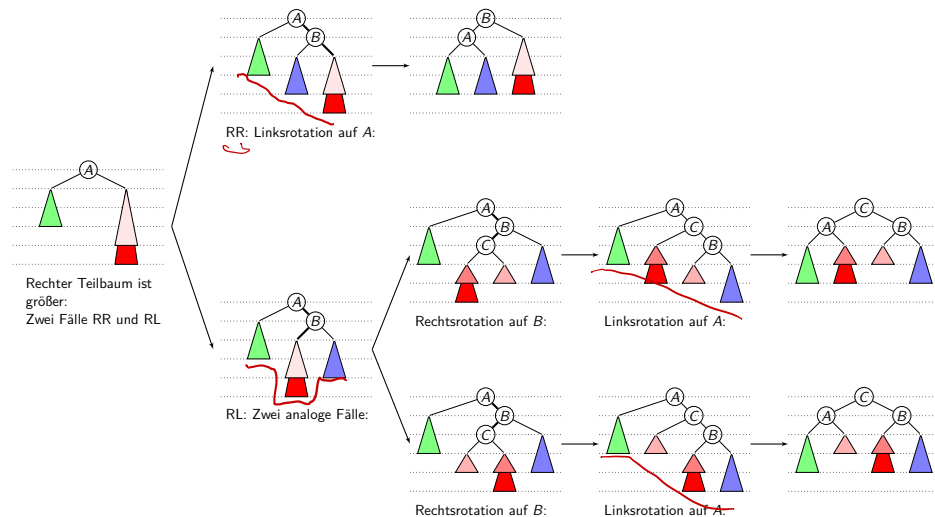 A
B
B
A
RR: Linksrotation auf A:
A
Rechter Teilbaum ist
größer:
Zwei Fälle RR und RL
A
B
C
A
C
B
C
A
B
Rechtsrotation auf B:
Linksrotation auf A:
A
B
RL: Zwei analoge Fälle:
A
B
C
A
C
B
C
A
B
Rechtsrotation auf B:
Linksrotation auf A: